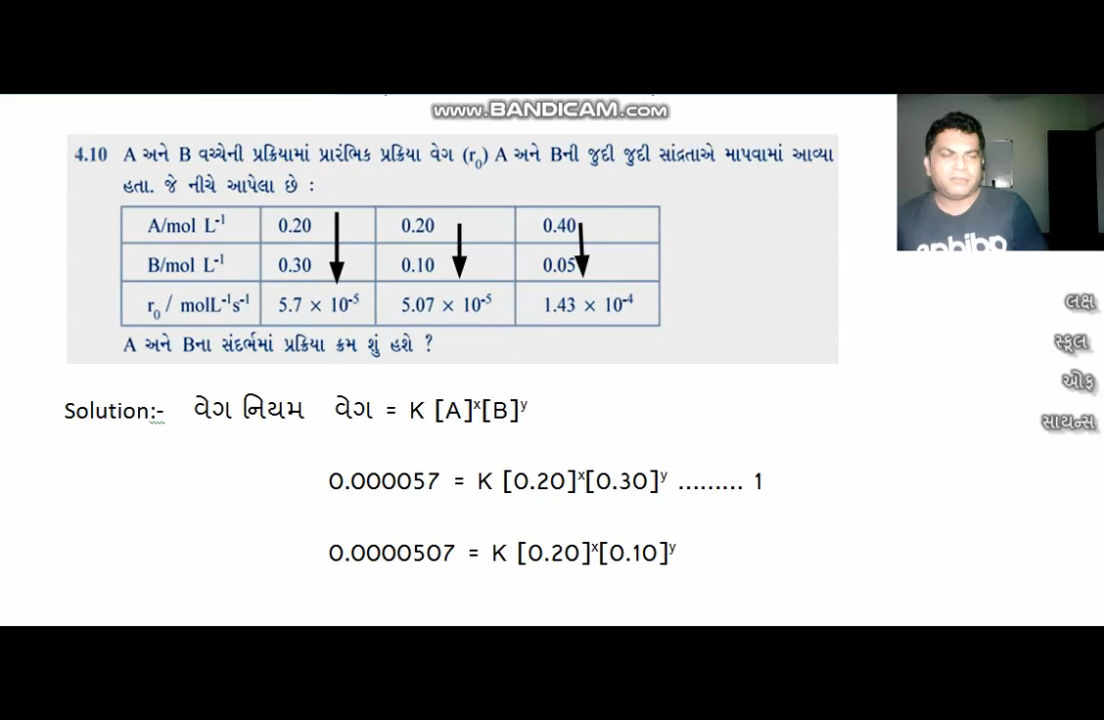 www.BANDICAM.com
4.10 A અને B વચ્ચેની પ્રક્રિયામાં પ્રારંભિક પ્રક્રિયા વેગ (r₀) A અને Bની જુદી જુદી સાંદ્રતાએ માપવામાં આવ્યા
હતા. જે નીચે આપેલા છે :
A/mol L⁻¹ 0.20 0.20 0.40
B/mol L⁻¹ 0.30 0.10 0.05
r₀ / molL⁻¹s⁻¹ 5.7 × 10⁻⁵ 5.07 × 10⁻⁵ 1.43 × 10⁻⁴
A અને Bના સંદર્ભમાં પ્રક્રિયા ક્રમ શું હશે ?
Solution:- વેગ નિયમ વેગ = K [A]ˣ[B]ʸ
0.000057 = K [0.20]ˣ[0.30]ʸ ......... 1
0.0000507 = K [0.20]ˣ[0.10]ʸ
aphibo
લક્ષ
સ્કૂલ
ઓફ
સાયન્સ